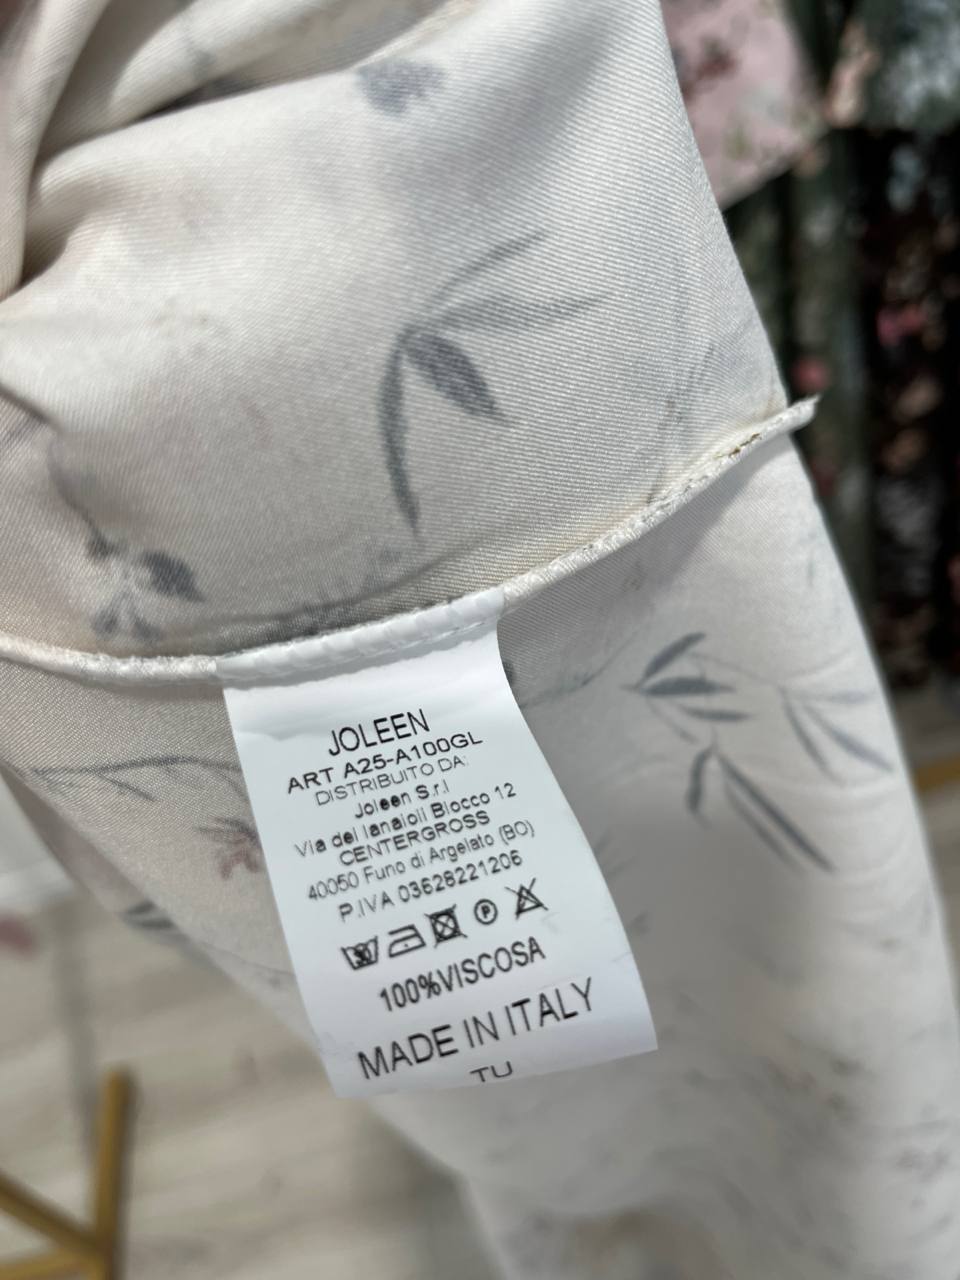 JOLEEN
ART A25-A100GL
DISTRIBUITO DA:
Joleen S.r.l
Via dei lanaioli Blocco 12
CENTERGROSS
40050 Funo di Argelato (BO)
P.IVA 03628221206
100%VISCOSA
MADE IN ITALY
TU